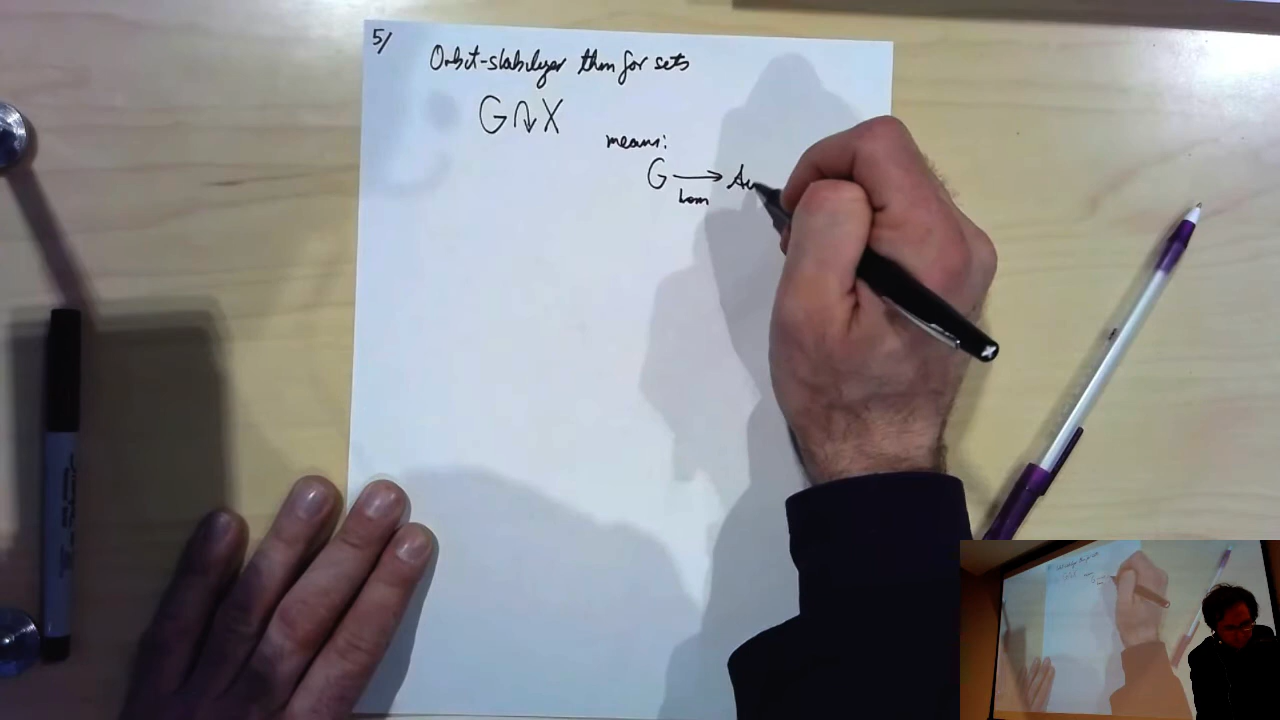 5/
Orbit-stabilizer thm for sets
G ↷ X
means:
G ⟶ Au
hom